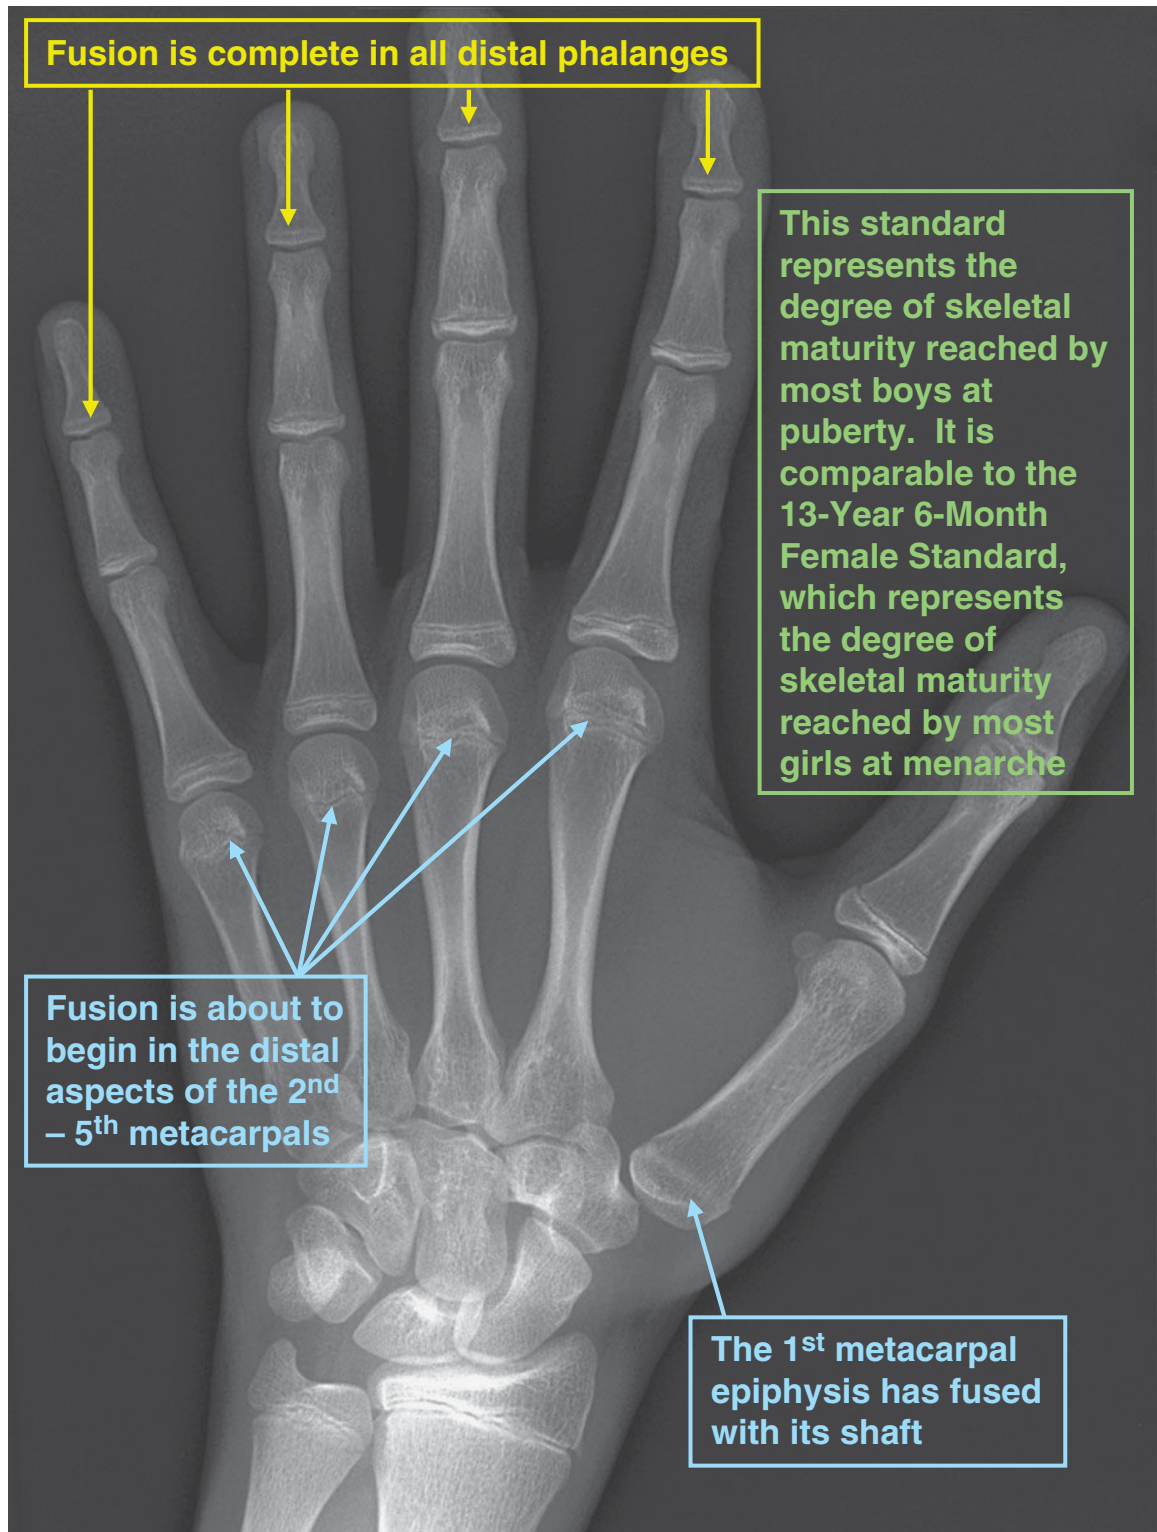 Fusion is complete in all distal phalanges
This standard
represents the
degree of skeletal
maturity reached by
most boys at
puberty.  It is
comparable to the
13-Year 6-Month
Female Standard,
which represents
the degree of
skeletal maturity
reached by most
girls at menarche
Fusion is about to
begin in the distal
aspects of the 2nd
– 5th metacarpals
The 1st metacarpal
epiphysis has fused
with its shaft